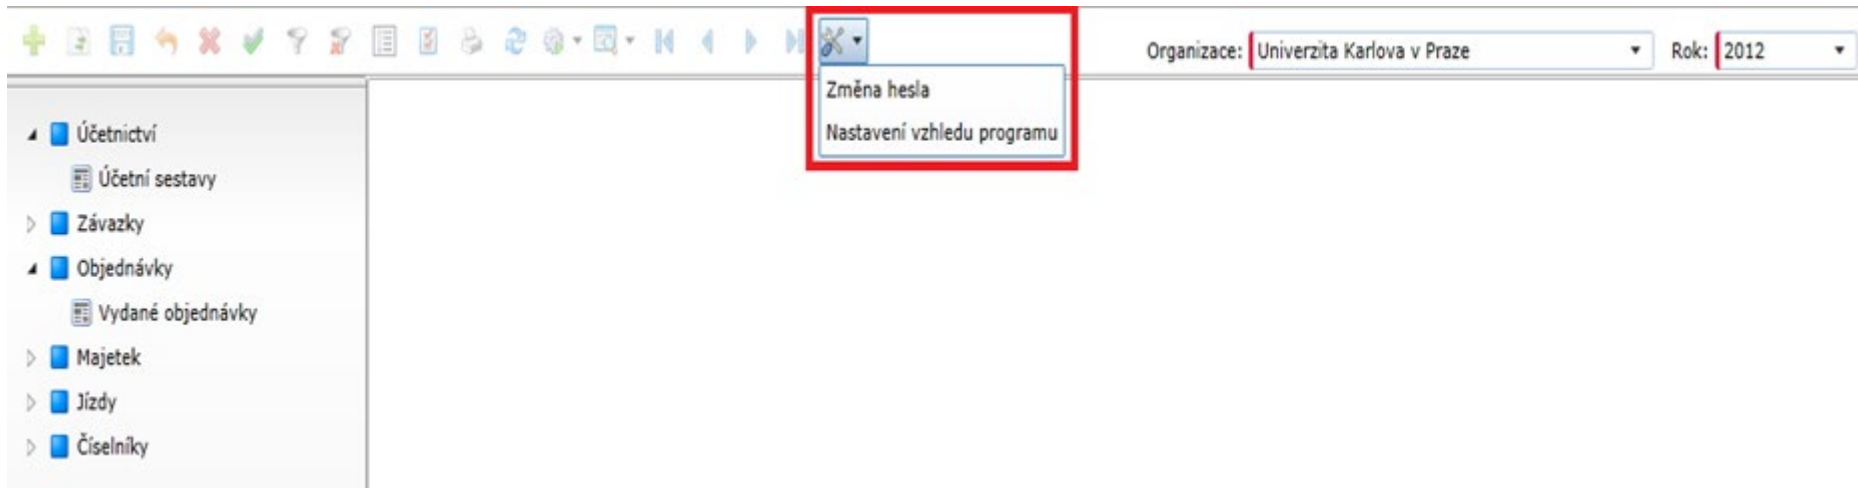 Organizace: Univerzita Karlova v Praze Rok: 2012
Změna hesla
Nastavení vzhledu programu
Účetnictví
Účetní sestavy
Závazky
Objednávky
Vydané objednávky
Majetek
Jízdy
Číselníky